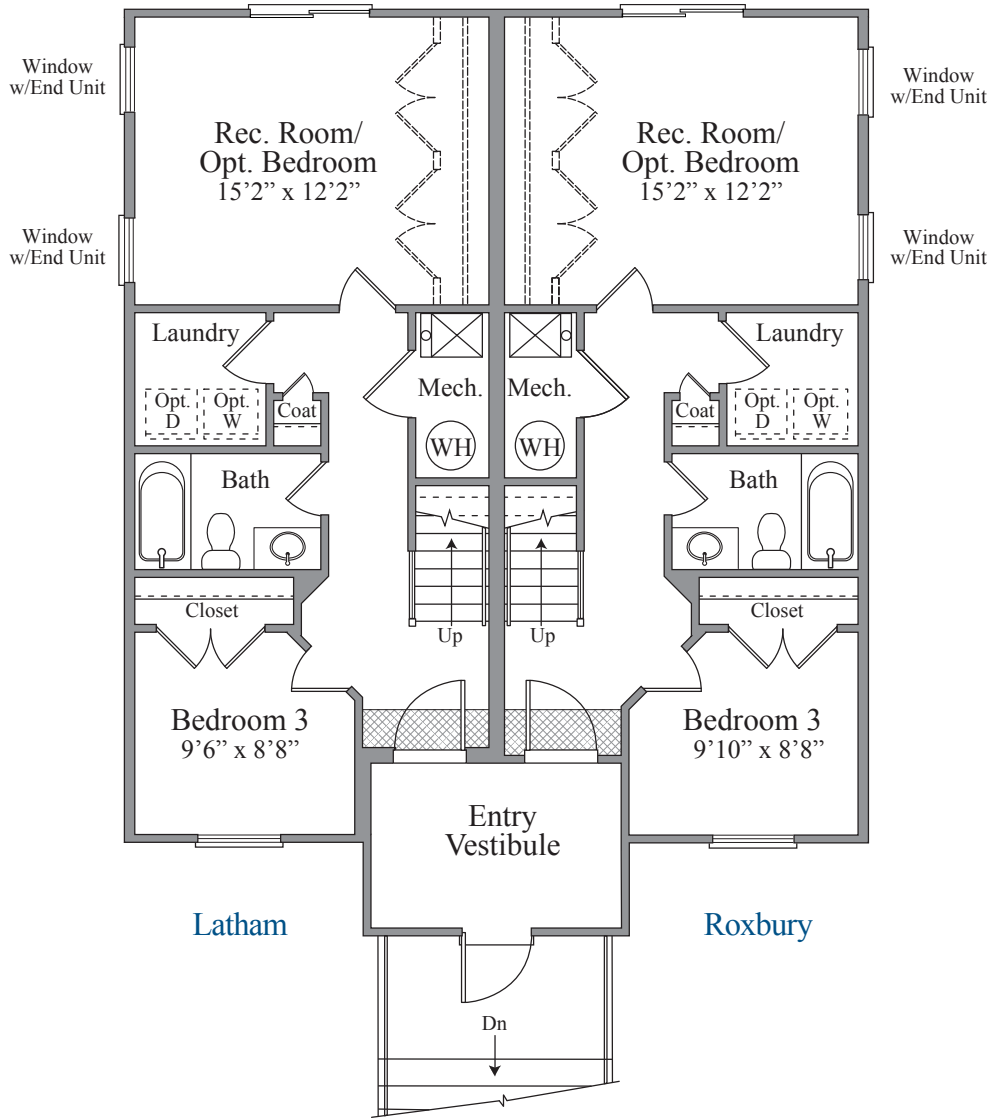 Window
w/End Unit
Rec. Room/
Opt. Bedroom
15’2” x 12’2”
Window
w/End Unit
Laundry
Opt.
D
Opt.
W
Coat
Mech.
WH
Bath
Closet
Up
Bedroom 3
9’6” x 8’8”
Latham
Window
w/End Unit
Rec. Room/
Opt. Bedroom
15’2” x 12’2”
Window
w/End Unit
Mech.
WH
Coat
Laundry
Opt.
D
Opt.
W
Bath
Closet
Up
Bedroom 3
9’10” x 8’8”
Entry
Vestibule
Roxbury
Dn